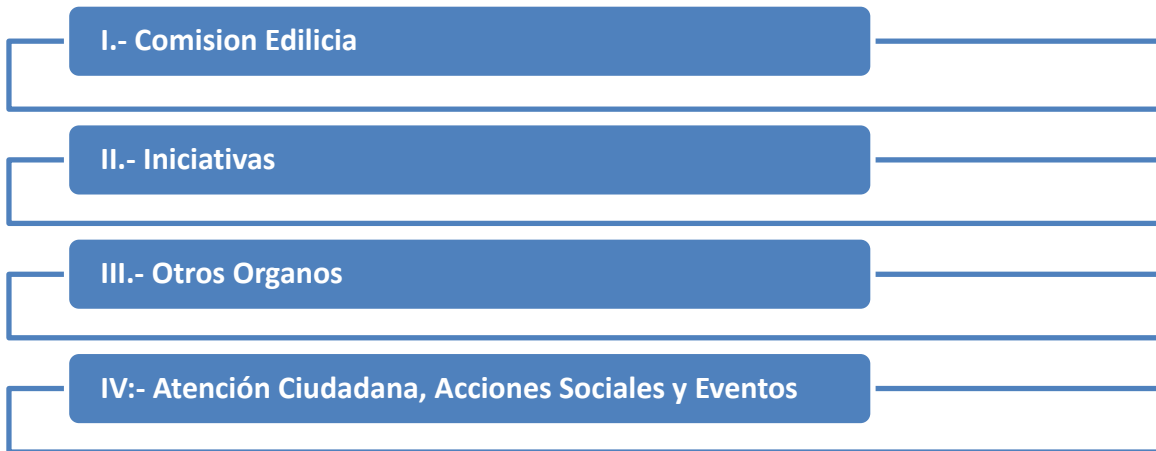 I.- Comision Edilicia
II.- Iniciativas
III.- Otros Organos
IV:- Atención Ciudadana, Acciones Sociales y Eventos